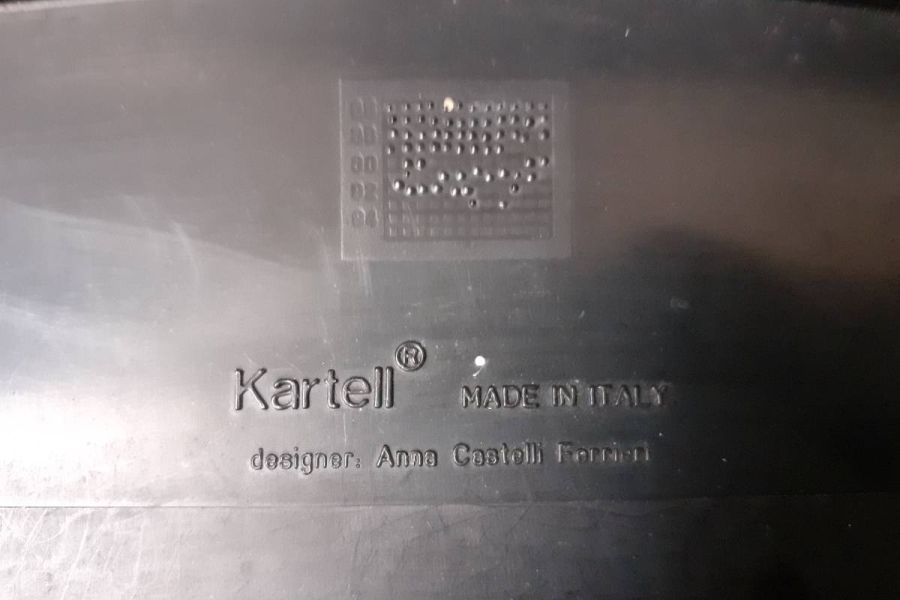 Kartell® MADE IN ITALY
designer: Anna Castelli Ferrieri